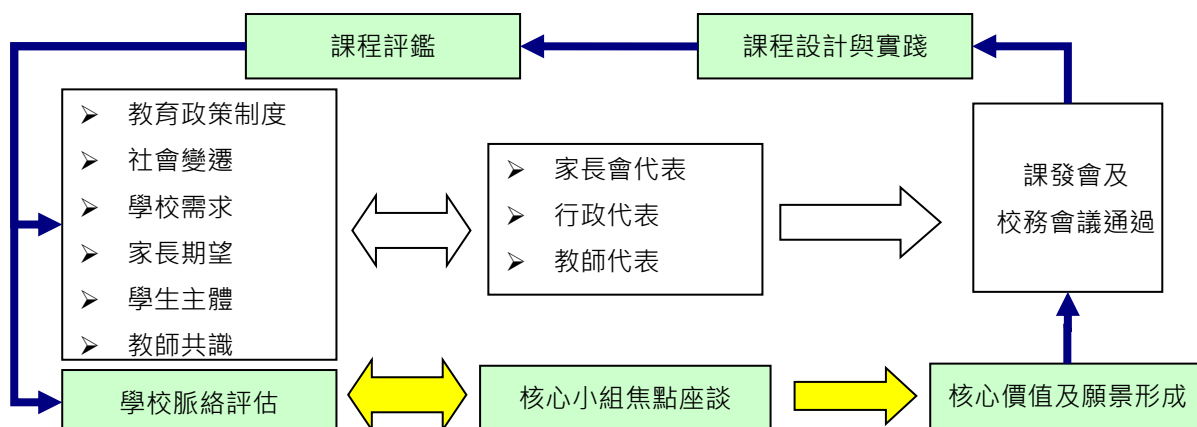 課程評鑑
課程設計與實踐
➢ 教育政策制度
➢ 社會變遷
➢ 學校需求
➢ 家長期望
➢ 學生主體
➢ 教師共識
➢ 家長會代表
➢ 行政代表
➢ 教師代表
課發會及
校務會議通過
學校脈絡評估
核心小組焦點座談
核心價值及願景形成